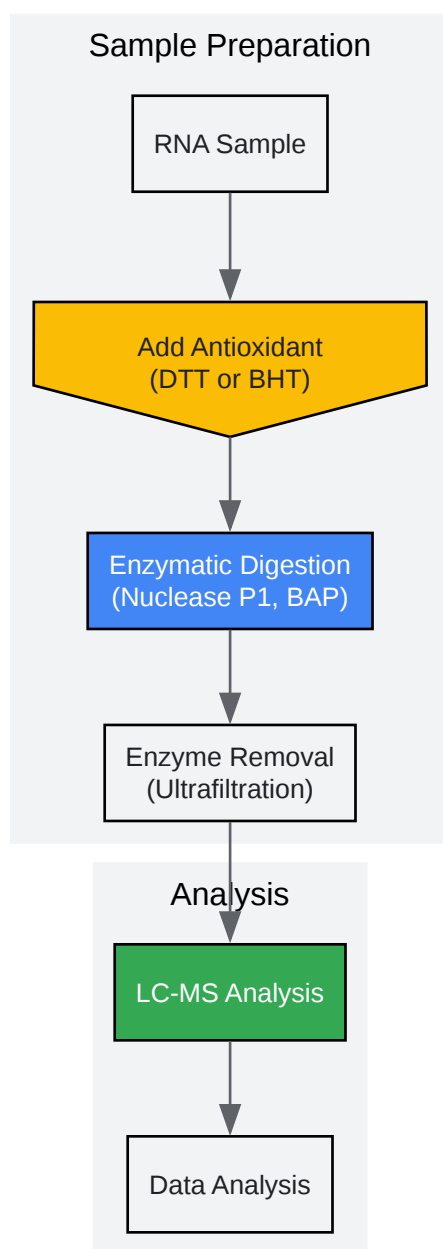 Sample Preparation
RNA Sample
Add Antioxidant
(DTT or BHT)
Enzymatic Digestion
(Nuclease P1, BAP)
Enzyme Removal
(Ultrafiltration)
Analysis
LC-MS Analysis
Data Analysis